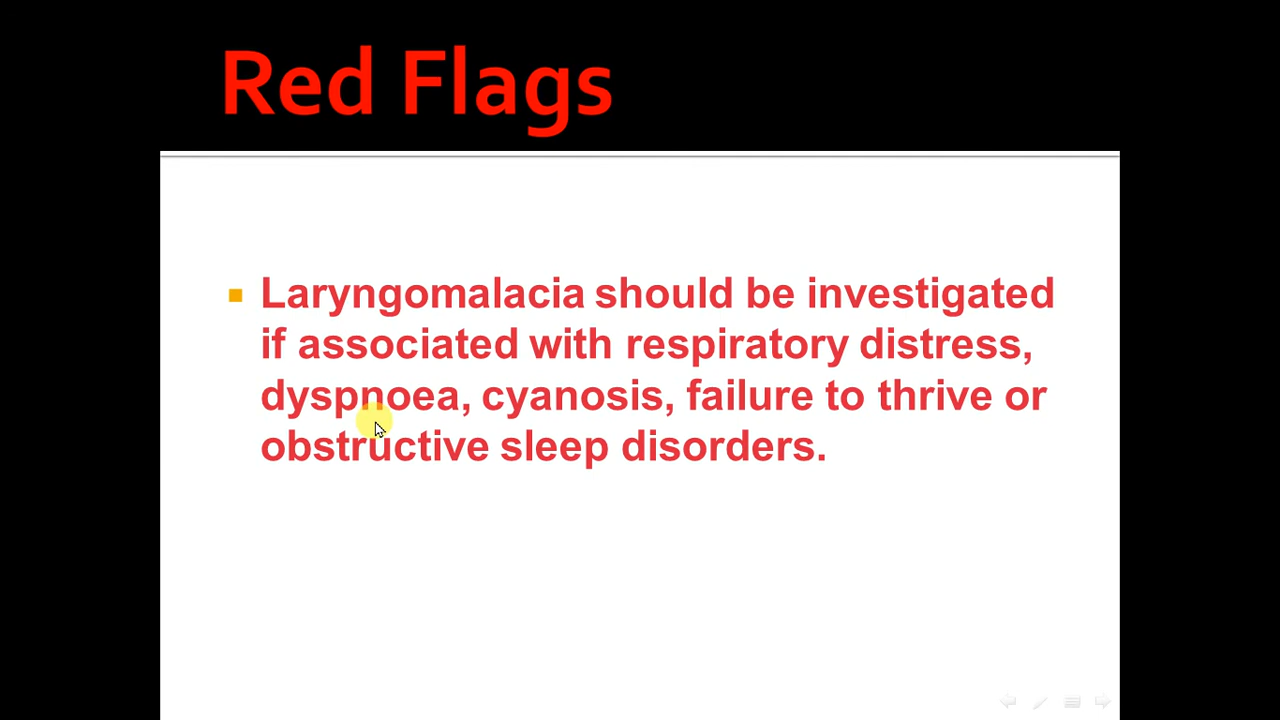 Red Flags
Laryngomalacia should be investigated
if associated with respiratory distress,
dyspnoea, cyanosis, failure to thrive or
obstructive sleep disorders.